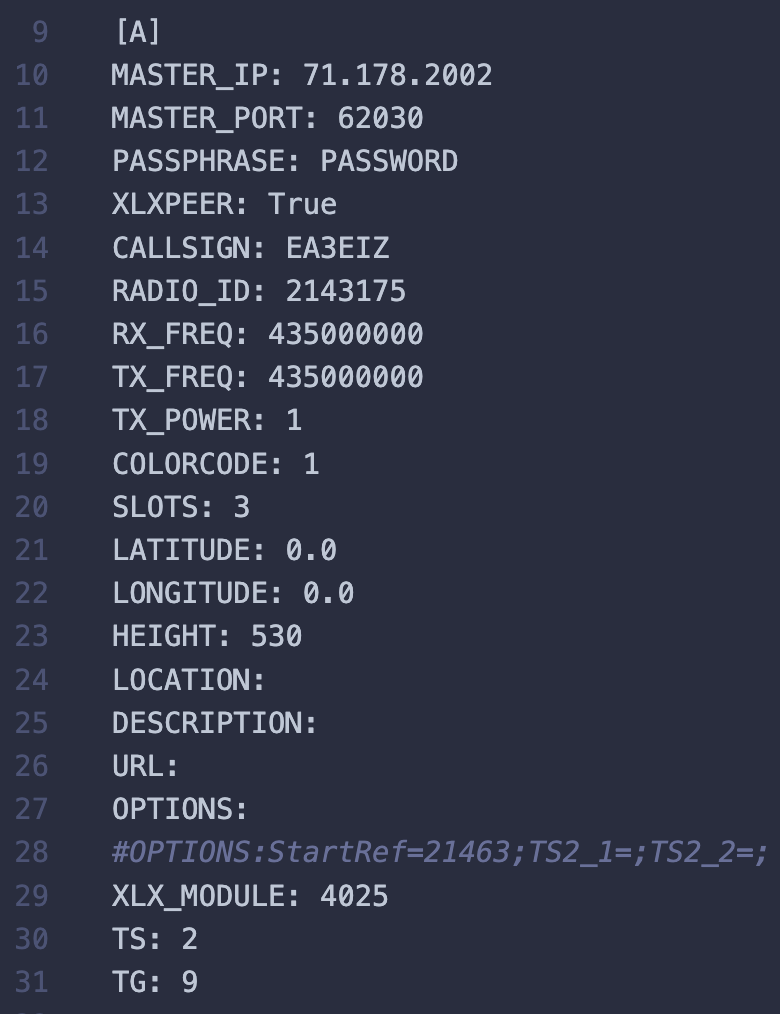 9 [A]
10 MASTER_IP: 71.178.2002
11 MASTER_PORT: 62030
12 PASSPHRASE: PASSWORD
13 XLXPEER: True
14 CALLSIGN: EA3EIZ
15 RADIO_ID: 2143175
16 RX_FREQ: 435000000
17 TX_FREQ: 435000000
18 TX_POWER: 1
19 COLORCODE: 1
20 SLOTS: 3
21 LATITUDE: 0.0
22 LONGITUDE: 0.0
23 HEIGHT: 530
24 LOCATION:
25 DESCRIPTION:
26 URL:
27 OPTIONS:
28 #OPTIONS:StartRef=21463;TS2_1=;TS2_2=;
29 XLX_MODULE: 4025
30 TS: 2
31 TG: 9